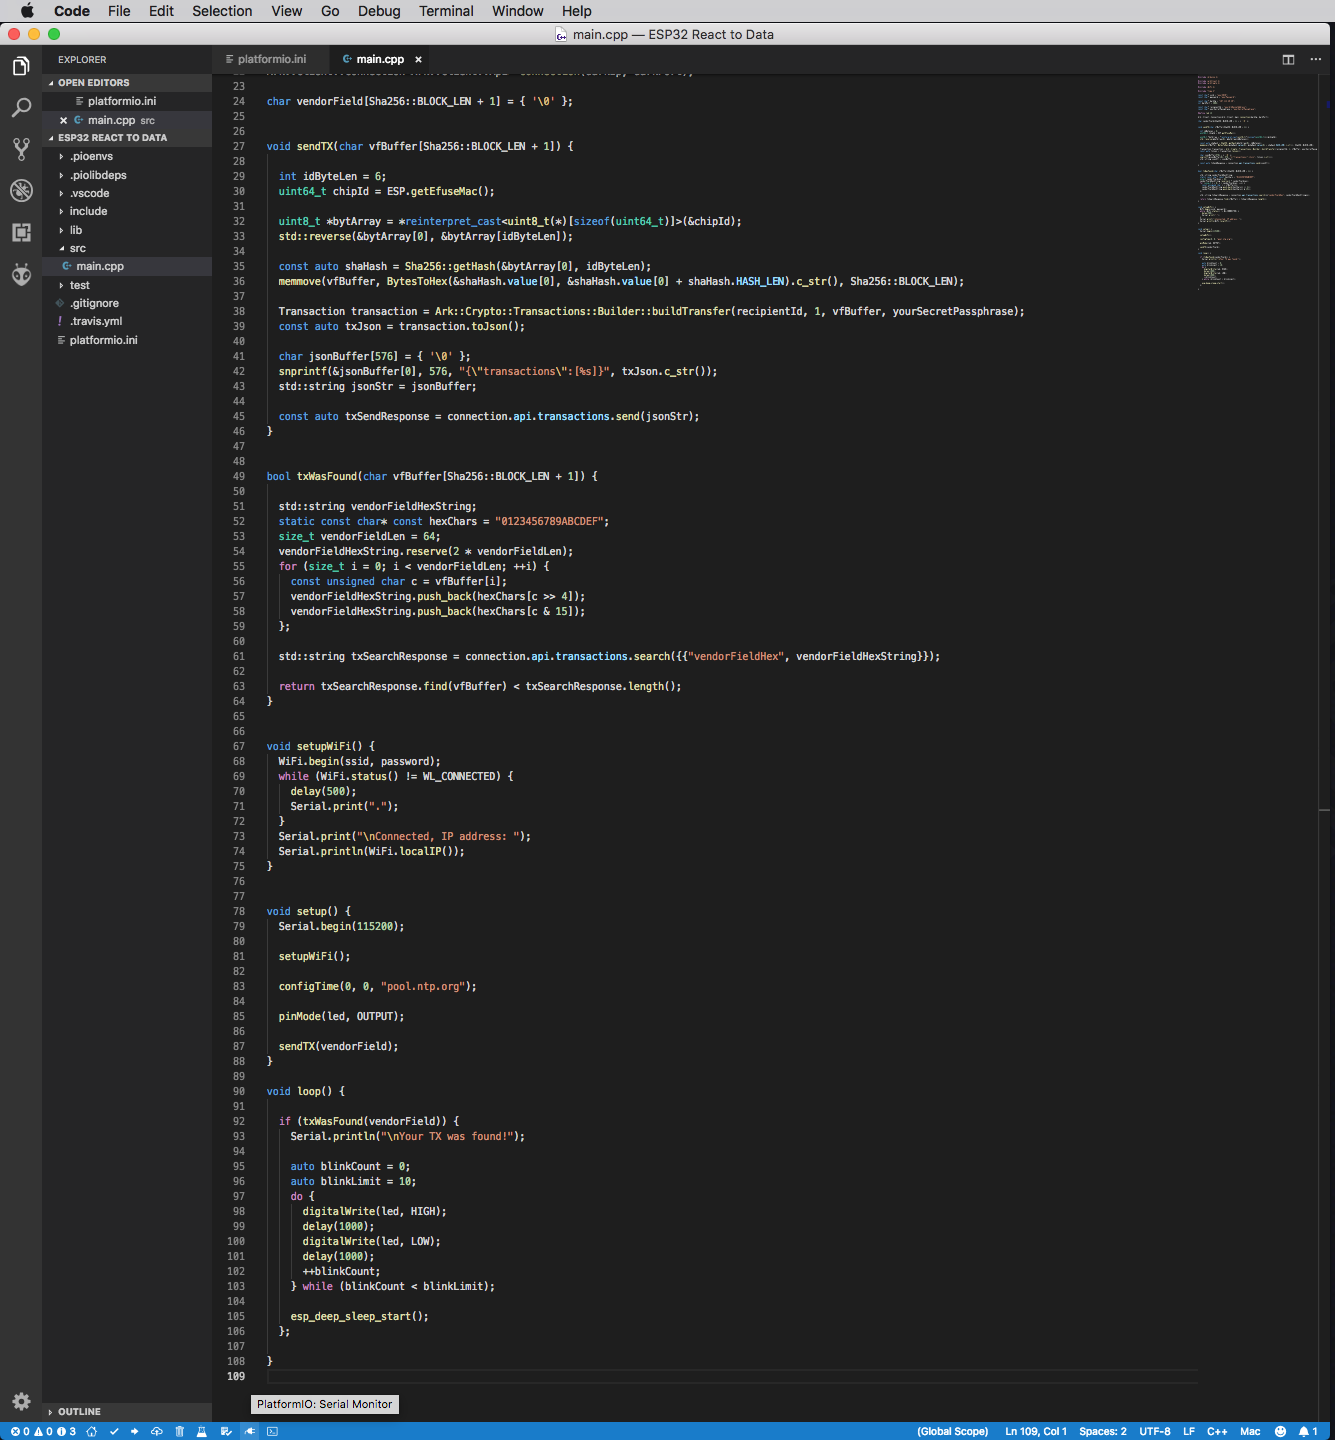 Code File Edit Selection View Go Debug Terminal Window Help
main.cpp — ESP32 React to Data
EXPLORER
OPEN EDITORS
platformio.ini
main.cpp src
ESP32 REACT TO DATA
.pioenvs
.piolibdeps
.vscode
include
lib
src
main.cpp
test
.gitignore
.travis.yml
platformio.ini
OUTLINE
platformio.ini main.cpp
23
24 char vendorField[Sha256::BLOCK_LEN + 1] = { '\0' };
25
26
27 void sendTX(char vfBuffer[Sha256::BLOCK_LEN + 1]) {
28
29 int idByteLen = 6;
30 uint64_t chipId = ESP.getEfuseMac();
31
32 uint8_t *bytArray = *reinterpret_cast<uint8_t(*)[sizeof(uint64_t)]>(&chipId);
33 std::reverse(&bytArray[0], &bytArray[idByteLen]);
34
35 const auto shaHash = Sha256::getHash(&bytArray[0], idByteLen);
36 memmove(vfBuffer, BytesToHex(&shaHash.value[0], &shaHash.value[0] + shaHash.HASH_LEN).c_str(), Sha256::BLOCK_LEN);
37
38 Transaction transaction = Ark::Crypto::Transactions::Builder::buildTransfer(recipientId, 1, vfBuffer, yourSecretPassphrase);
39 const auto txJson = transaction.toJson();
40
41 char jsonBuffer[576] = { '\0' };
42 snprintf(&jsonBuffer[0], 576, "{\"transactions\":[%s]}", txJson.c_str());
43 std::string jsonStr = jsonBuffer;
44
45 const auto txSendResponse = connection.api.transactions.send(jsonStr);
46 }
47
48
49 bool txWasFound(char vfBuffer[Sha256::BLOCK_LEN + 1]) {
50
51 std::string vendorFieldHexString;
52 static const char* const hexChars = "0123456789ABCDEF";
53 size_t vendorFieldLen = 64;
54 vendorFieldHexString.reserve(2 * vendorFieldLen);
55 for (size_t i = 0; i < vendorFieldLen; ++i) {
56 const unsigned char c = vfBuffer[i];
57 vendorFieldHexString.push_back(hexChars[c >> 4]);
58 vendorFieldHexString.push_back(hexChars[c & 15]);
59 };
60
61 std::string txSearchResponse = connection.api.transactions.search({{"vendorFieldHex", vendorFieldHexString}});
62
63 return txSearchResponse.find(vfBuffer) < txSearchResponse.length();
64 }
65
66
67 void setupWiFi() {
68 WiFi.begin(ssid, password);
69 while (WiFi.status() != WL_CONNECTED) {
70 delay(500);
71 Serial.print(".");
72 }
73 Serial.print("\nConnected, IP address: ");
74 Serial.println(WiFi.localIP());
75 }
76
77
78 void setup() {
79 Serial.begin(115200);
80
81 setupWiFi();
82
83 configTime(0, 0, "pool.ntp.org");
84
85 pinMode(led, OUTPUT);
86
87 sendTX(vendorField);
88 }
89
90 void loop() {
91
92 if (txWasFound(vendorField)) {
93 Serial.println("\nYour TX was found!");
94
95 auto blinkCount = 0;
96 auto blinkLimit = 10;
97 do {
98 digitalWrite(led, HIGH);
99 delay(1000);
100 digitalWrite(led, LOW);
101 delay(1000);
102 ++blinkCount;
103 } while (blinkCount < blinkLimit);
104
105 esp_deep_sleep_start();
106 };
107
108 }
109
PlatformIO: Serial Monitor
0 0 3 (Global Scope) Ln 109, Col 1 Spaces: 2 UTF-8 LF C++ Mac 1